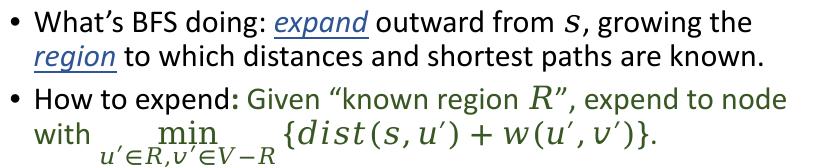 • What's BFS doing: expand outward from 𝑠, growing the
region to which distances and shortest paths are known.
• How to expend: Given “known region 𝑅”, expend to node
with min {𝑑𝑖𝑠𝑡(𝑠,𝑢′) + 𝑤(𝑢′,𝑣′)}.
𝑢′∈𝑅,𝑣′∈𝑉−𝑅